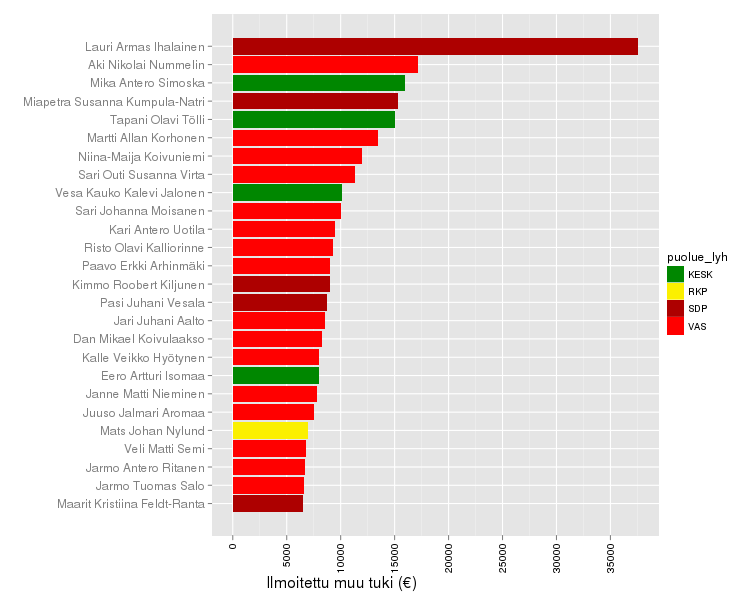 Lauri Armas Ihalainen
Aki Nikolai Nummelin
Mika Antero Simoska
Miapetra Susanna Kumpula-Natri
Tapani Olavi Tölli
Martti Allan Korhonen
Niina-Maija Koivuniemi
Sari Outi Susanna Virta
Vesa Kauko Kalevi Jalonen
Sari Johanna Moisanen
Kari Antero Uotila
Risto Olavi Kalliorinne
Paavo Erkki Arhinmäki
Kimmo Roobert Kiljunen
Pasi Juhani Vesala
Jari Juhani Aalto
Dan Mikael Koivulaakso
Kalle Veikko Hyötynen
Eero Artturi Isomaa
Janne Matti Nieminen
Juuso Jalmari Aromaa
Mats Johan Nylund
Veli Matti Semi
Jarmo Antero Ritanen
Jarmo Tuomas Salo
Maarit Kristiina Feldt-Ranta
0 5000 10000 15000 20000 25000 30000 35000
Ilmoitettu muu tuki (€)
puolue_lyh
KESK
RKP
SDP
VAS